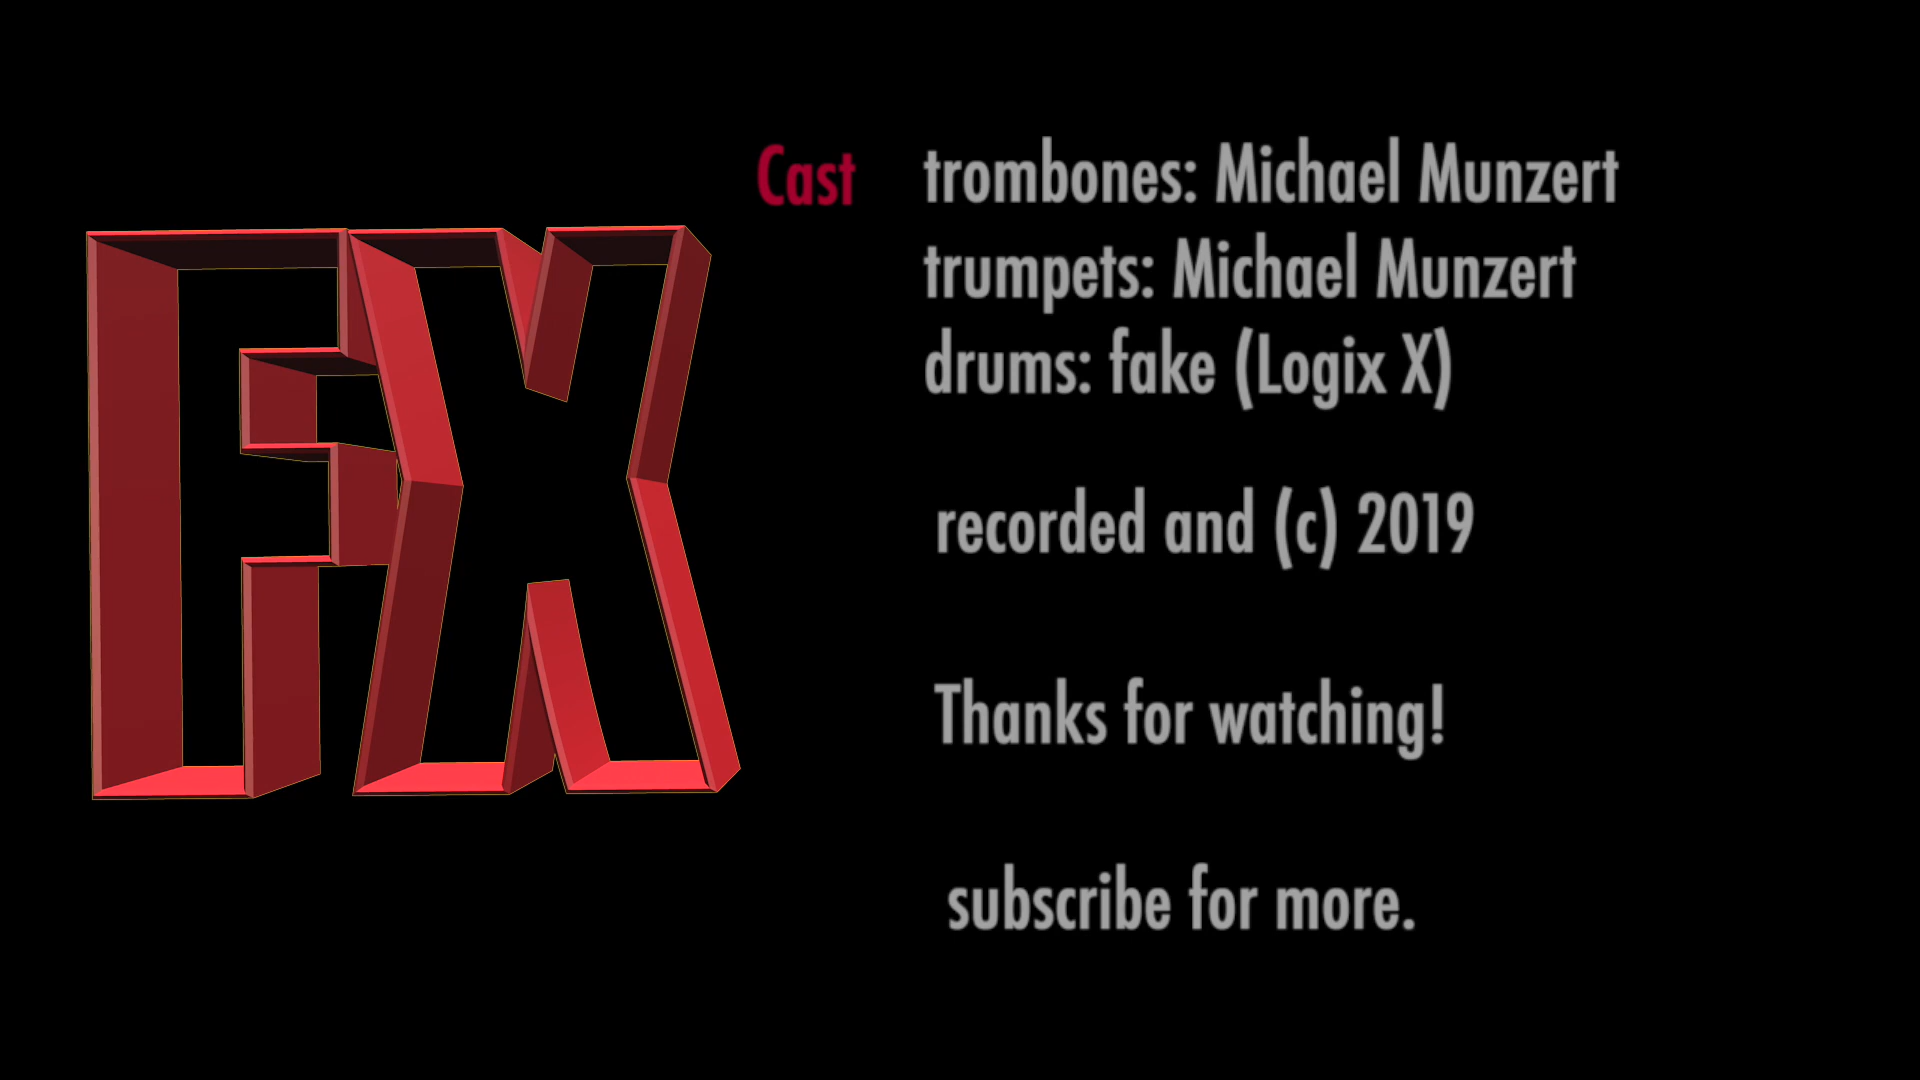 FX
Cast
trombones: Michael Munzert
trumpets: Michael Munzert
drums: fake (Logix X)
recorded and (c) 2019
Thanks for watching!
subscribe for more.